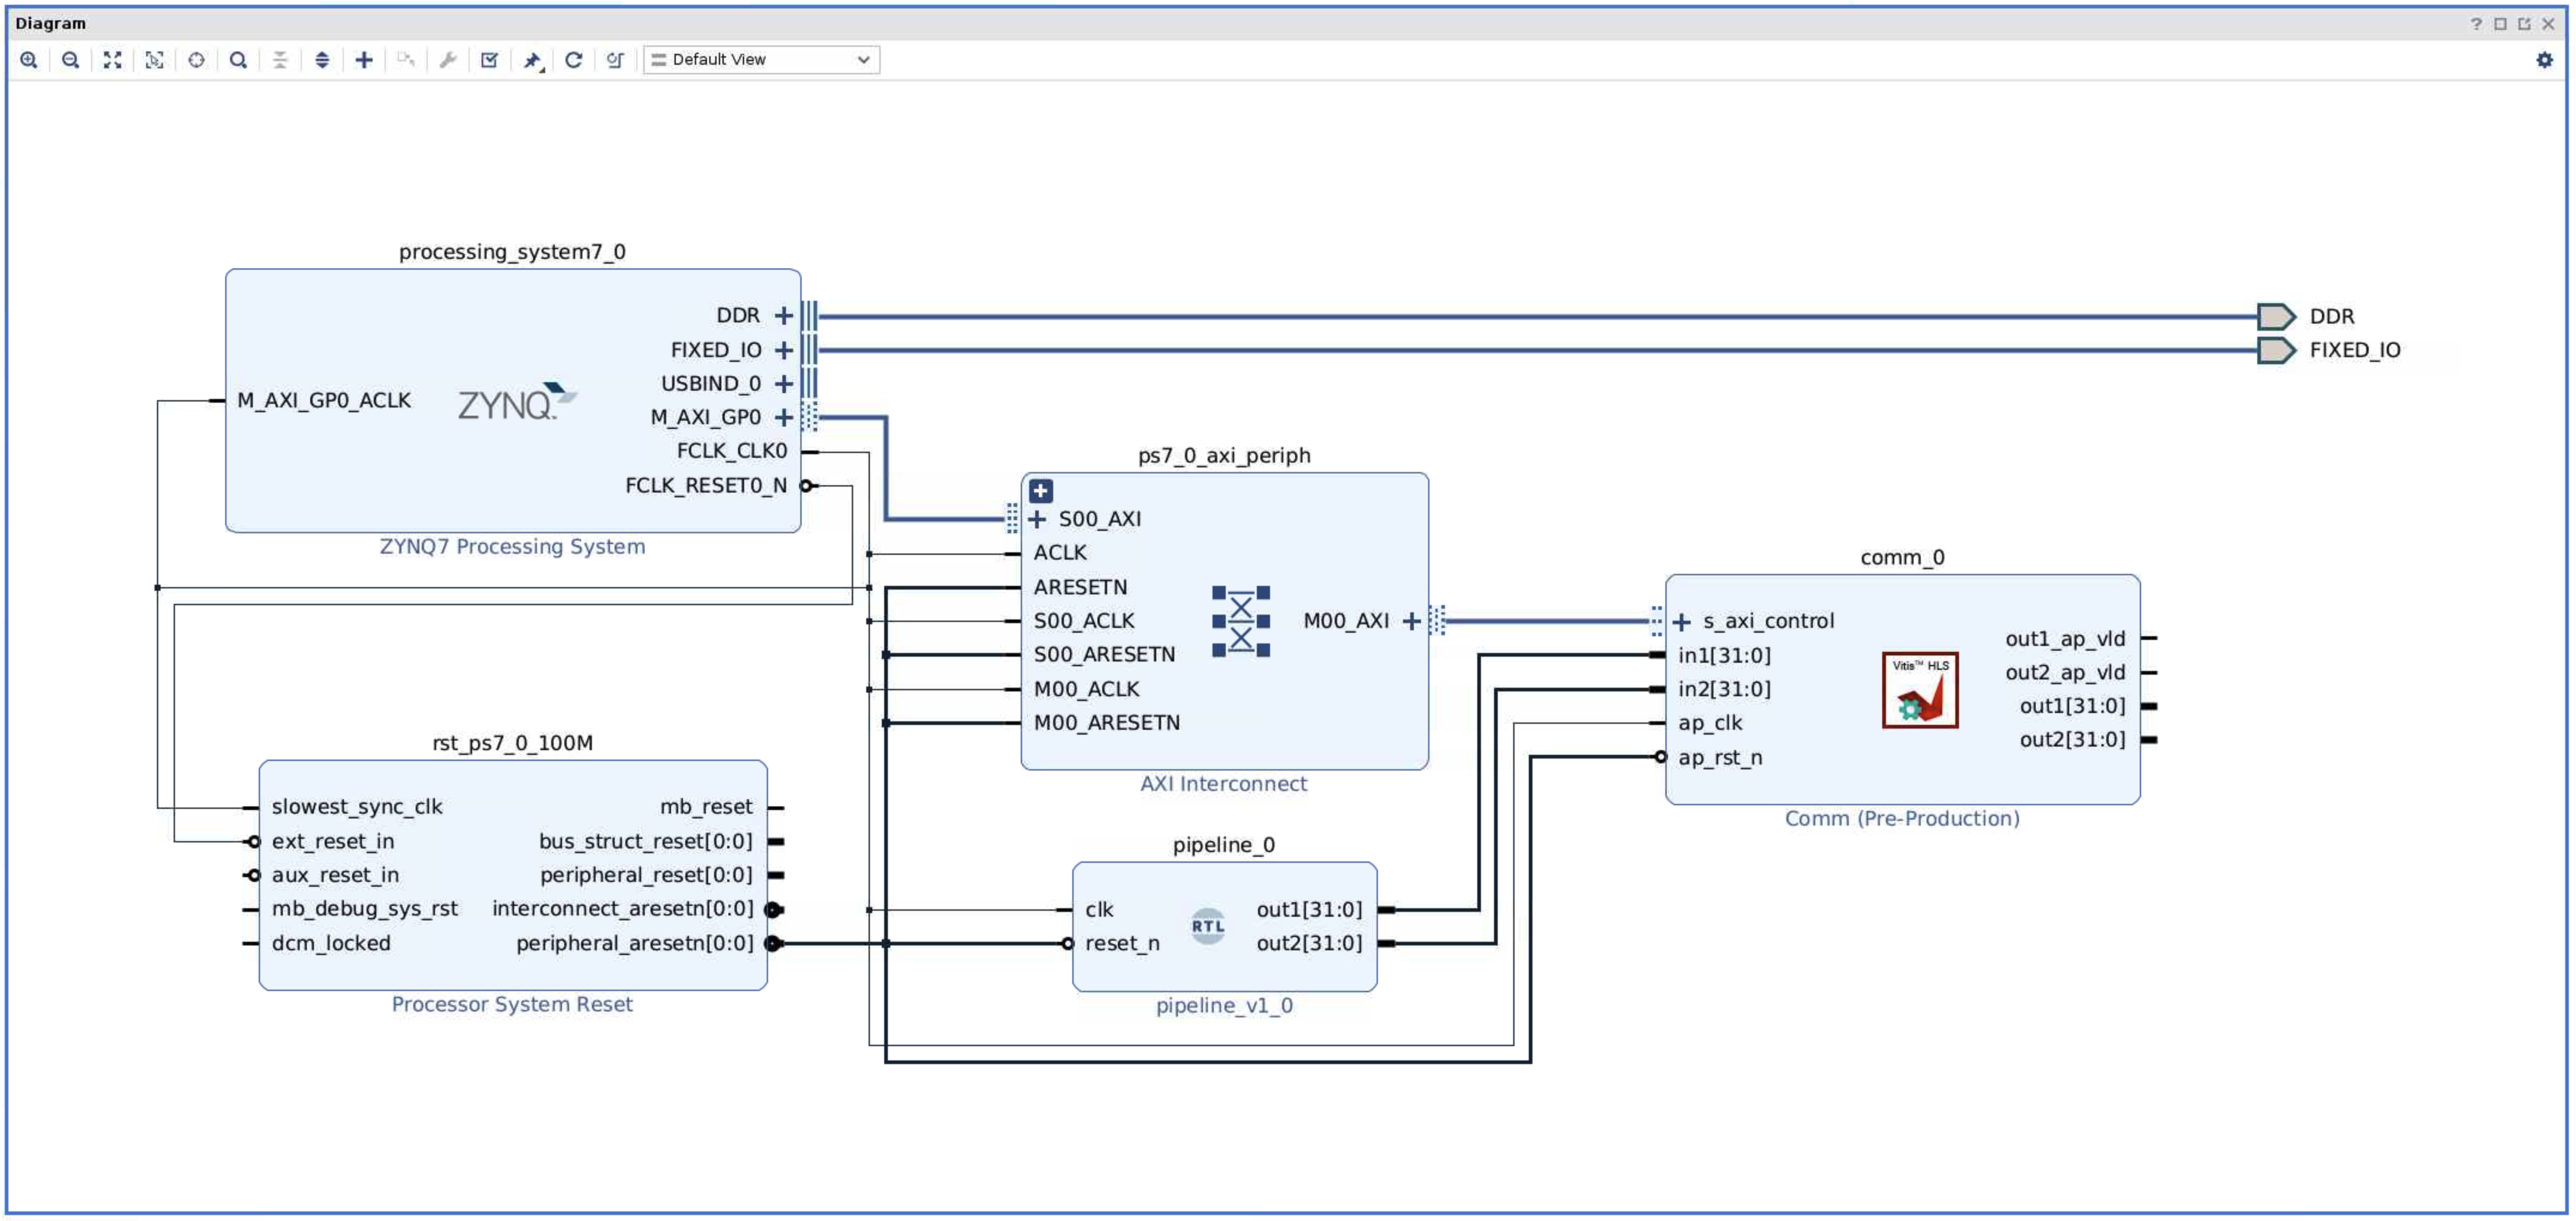 Diagram
Default View
processing_system7_0
DDR
FIXED_IO
USBIND_0
M_AXI_GP0_ACLK
ZYNQ
M_AXI_GP0
FCLK_CLK0
FCLK_RESET0_N
ZYNQ7 Processing System
DDR
FIXED_IO
ps7_0_axi_periph
S00_AXI
ACLK
ARESETN
S00_ACLK
S00_ARESETN
M00_ACLK
M00_ARESETN
M00_AXI
AXI Interconnect
comm_0
s_axi_control
in1[31:0]
in2[31:0]
ap_clk
ap_rst_n
Vitis™ HLS
out1_ap_vld
out2_ap_vld
out1[31:0]
out2[31:0]
Comm (Pre-Production)
rst_ps7_0_100M
slowest_sync_clk
ext_reset_in
aux_reset_in
mb_debug_sys_rst
dcm_locked
mb_reset
bus_struct_reset[0:0]
peripheral_reset[0:0]
interconnect_aresetn[0:0]
peripheral_aresetn[0:0]
Processor System Reset
pipeline_0
clk
reset_n
RTL
out1[31:0]
out2[31:0]
pipeline_v1_0